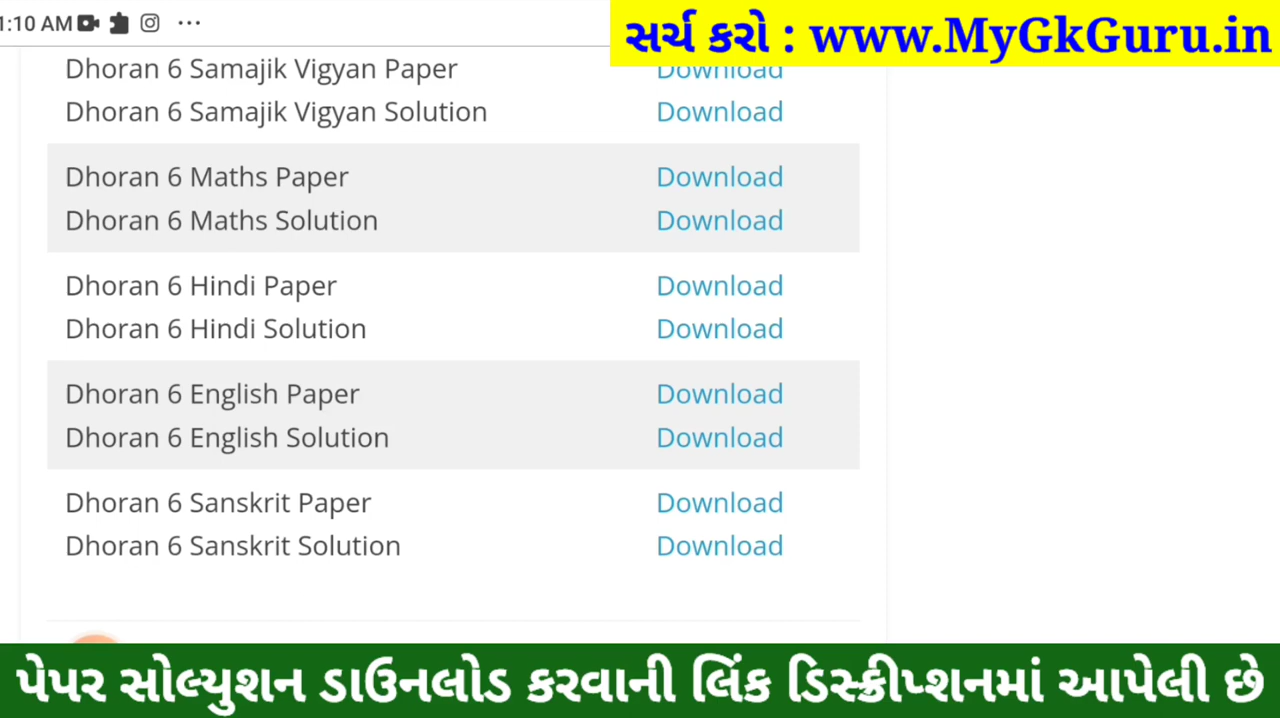 1:10 AM
સર્ચ કરો : www.MyGkGuru.in
Dhoran 6 Samajik Vigyan Paper Download
Dhoran 6 Samajik Vigyan Solution Download
Dhoran 6 Maths Paper Download
Dhoran 6 Maths Solution Download
Dhoran 6 Hindi Paper Download
Dhoran 6 Hindi Solution Download
Dhoran 6 English Paper Download
Dhoran 6 English Solution Download
Dhoran 6 Sanskrit Paper Download
Dhoran 6 Sanskrit Solution Download
પેપર સોલ્યુશન ડાઉનલોડ કરવાની લિંક ડિસ્ક્રીપ્શનમાં આપેલી છે